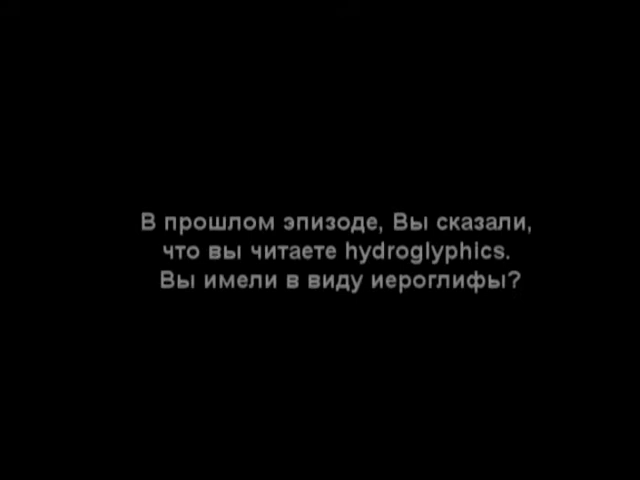 В прошлом эпизоде, Вы сказали,
что вы читаете hydroglyphics.
Вы имели в виду иероглифы?